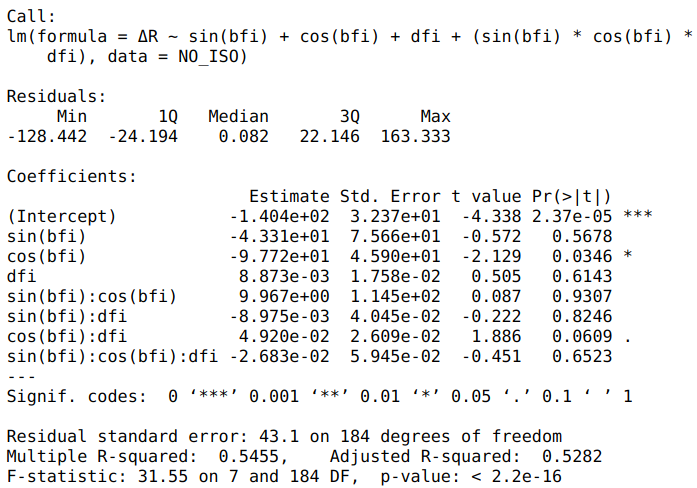 Call:
lm(formula = ΔR ~ sin(bfi) + cos(bfi) + dfi + (sin(bfi) * cos(bfi) *
    dfi), data = NO_ISO)
Residuals:
     Min       1Q   Median       3Q      Max
-128.442  -24.194    0.082   22.146  163.333
Coefficients:
                        Estimate Std. Error t value Pr(>|t|)
(Intercept)           -1.404e+02  3.237e+01  -4.338 2.37e-05 ***
sin(bfi)              -4.331e+01  7.566e+01  -0.572   0.5678
cos(bfi)              -9.772e+01  4.590e+01  -2.129   0.0346 *
dfi                    8.873e-03  1.758e-02   0.505   0.6143
sin(bfi):cos(bfi)      9.967e+00  1.145e+02   0.087   0.9307
sin(bfi):dfi          -8.975e-03  4.045e-02  -0.222   0.8246
cos(bfi):dfi           4.920e-02  2.609e-02   1.886   0.0609 .
sin(bfi):cos(bfi):dfi -2.683e-02  5.945e-02  -0.451   0.6523
---
Signif. codes:  0 ‘***’ 0.001 ‘**’ 0.01 ‘*’ 0.05 ‘.’ 0.1 ‘ ’ 1
Residual standard error: 43.1 on 184 degrees of freedom
Multiple R-squared:  0.5455,    Adjusted R-squared:  0.5282
F-statistic: 31.55 on 7 and 184 DF,  p-value: < 2.2e-16